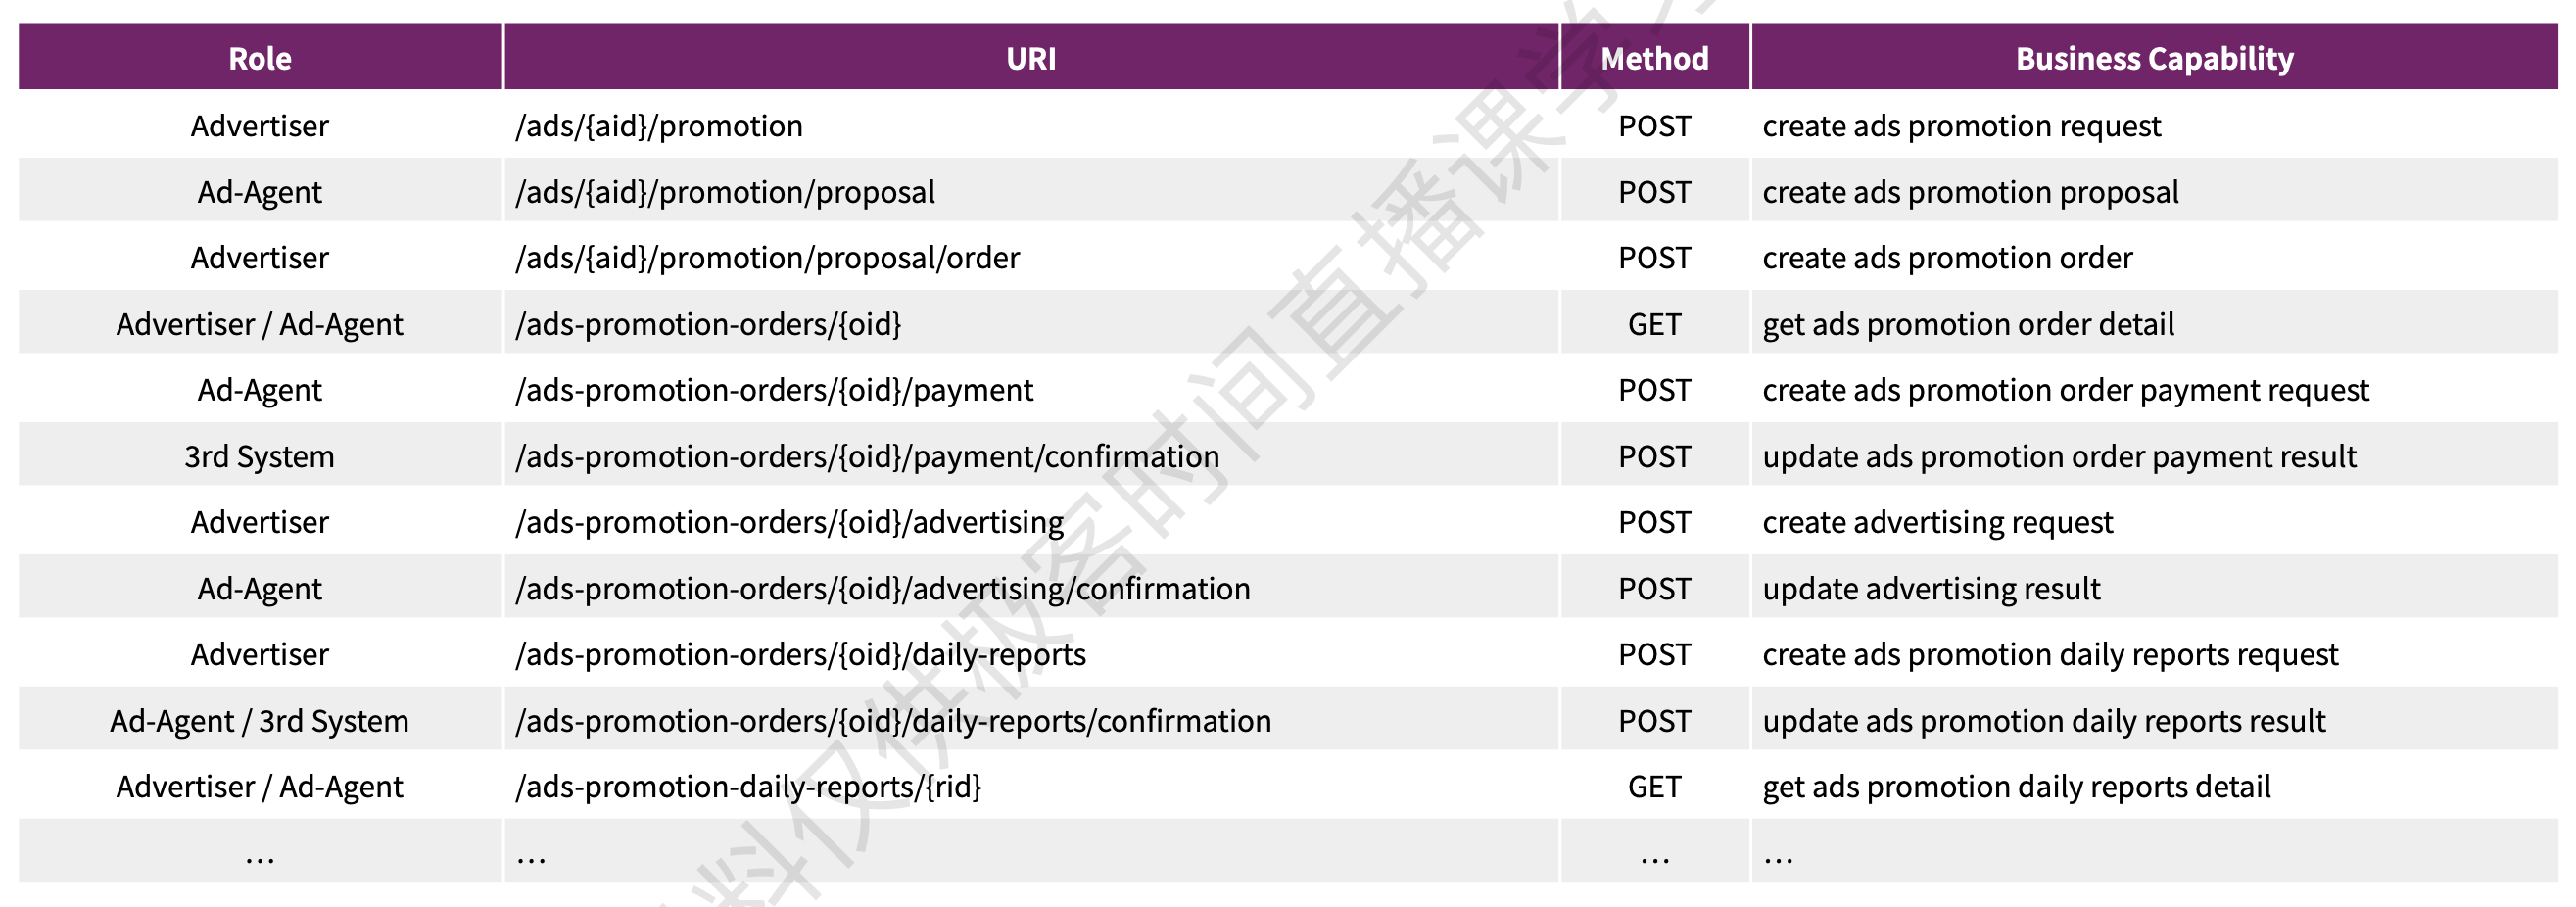 Role URI Method Business Capability
Advertiser /ads/{aid}/promotion POST create ads promotion request
Ad-Agent /ads/{aid}/promotion/proposal POST create ads promotion proposal
Advertiser /ads/{aid}/promotion/proposal/order POST create ads promotion order
Advertiser / Ad-Agent /ads-promotion-orders/{oid} GET get ads promotion order detail
Ad-Agent /ads-promotion-orders/{oid}/payment POST create ads promotion order payment request
3rd System /ads-promotion-orders/{oid}/payment/confirmation POST update ads promotion order payment result
Advertiser /ads-promotion-orders/{oid}/advertising POST create advertising request
Ad-Agent /ads-promotion-orders/{oid}/advertising/confirmation POST update advertising result
Advertiser /ads-promotion-orders/{oid}/daily-reports POST create ads promotion daily reports request
Ad-Agent / 3rd System /ads-promotion-orders/{oid}/daily-reports/confirmation POST update ads promotion daily reports result
Advertiser / Ad-Agent /ads-promotion-daily-reports/{rid} GET get ads promotion daily reports detail
… … … …
料仅供极客时间直播课学